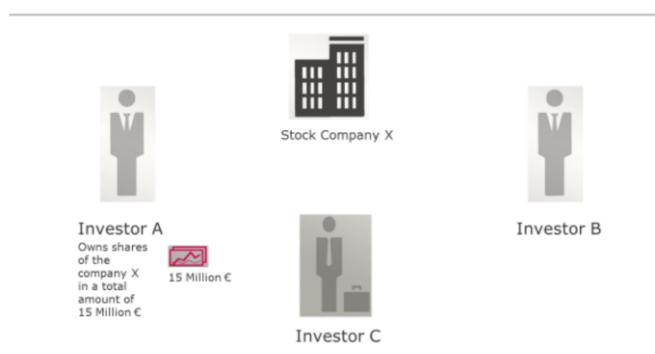 Stock Company X
Investor A
Owns shares
of the
company X
in a total
amount of
15 Million €
15 Million €
Investor B
Investor C